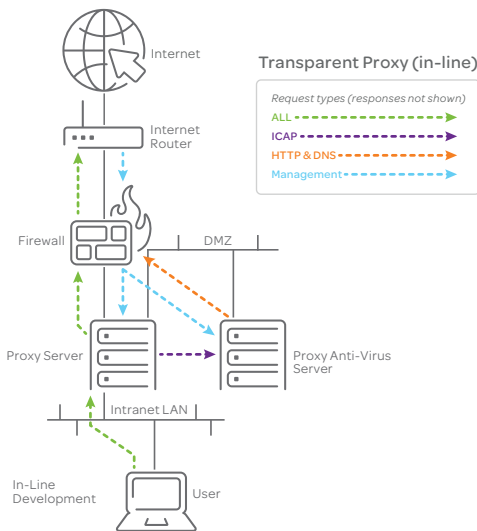 Internet
Transparent Proxy (in-line)
Request types (responses not shown)
ALL
ICAP
HTTP & DNS
Management
Internet
Router
Firewall
DMZ
Proxy Server
Proxy Anti-Virus
Server
Intranet LAN
In-Line
Development
User